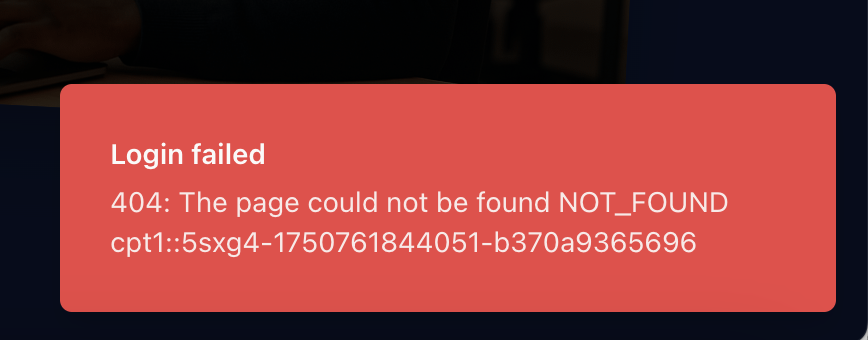 Login failed
404: The page could not be found NOT_FOUND
cpt1::5sxg4-1750761844051-b370a9365696